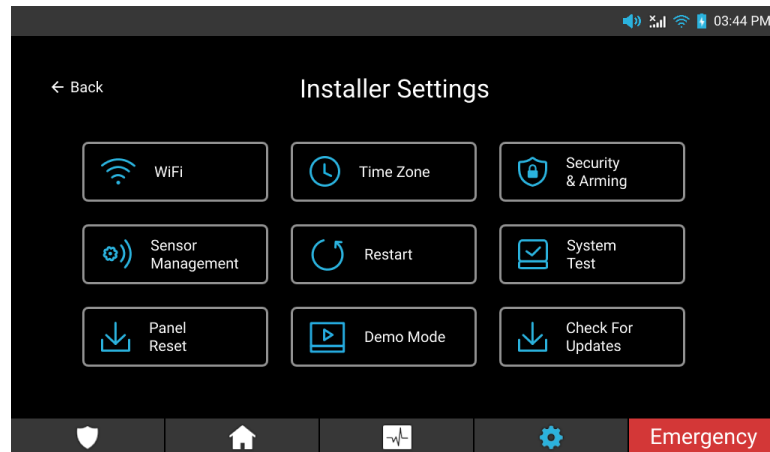 03:44 PM
← Back
Installer Settings
WiFi
Time Zone
Security
& Arming
Sensor
Management
Restart
System
Test
Panel
Reset
Demo Mode
Check For
Updates
Emergency